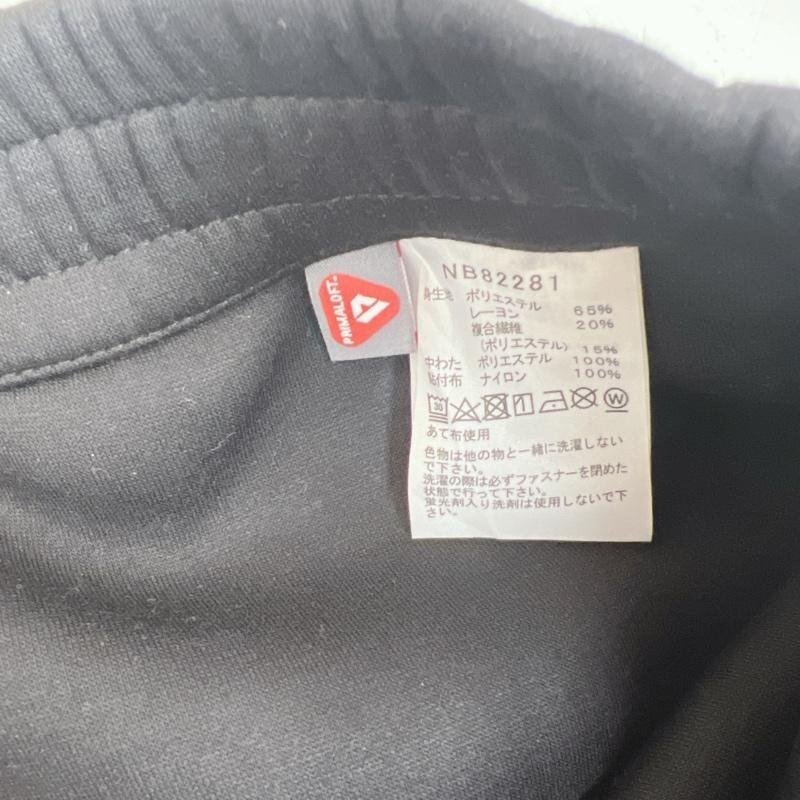 PRIMALOFT
NB82281
身生地 ポリエステル 65%
レーヨン 20%
複合繊維
(ポリエステル) 15%
中わた ポリエステル 100%
貼付布 ナイロン 100%
30 W
あて布使用
色物は他の物と一緒に洗濯しない
で下さい。
洗濯の際は必ずファスナーを閉めた
状態で行って下さい。
蛍光剤入り洗剤は使用しないで下
さい。